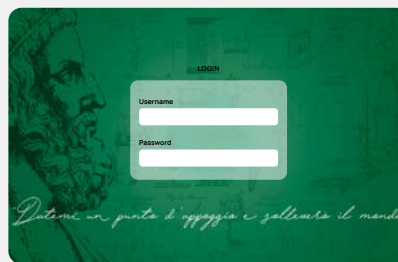 LOGIN
Username
Password
Datemi un punto d'appoggio e solleverò il mondo